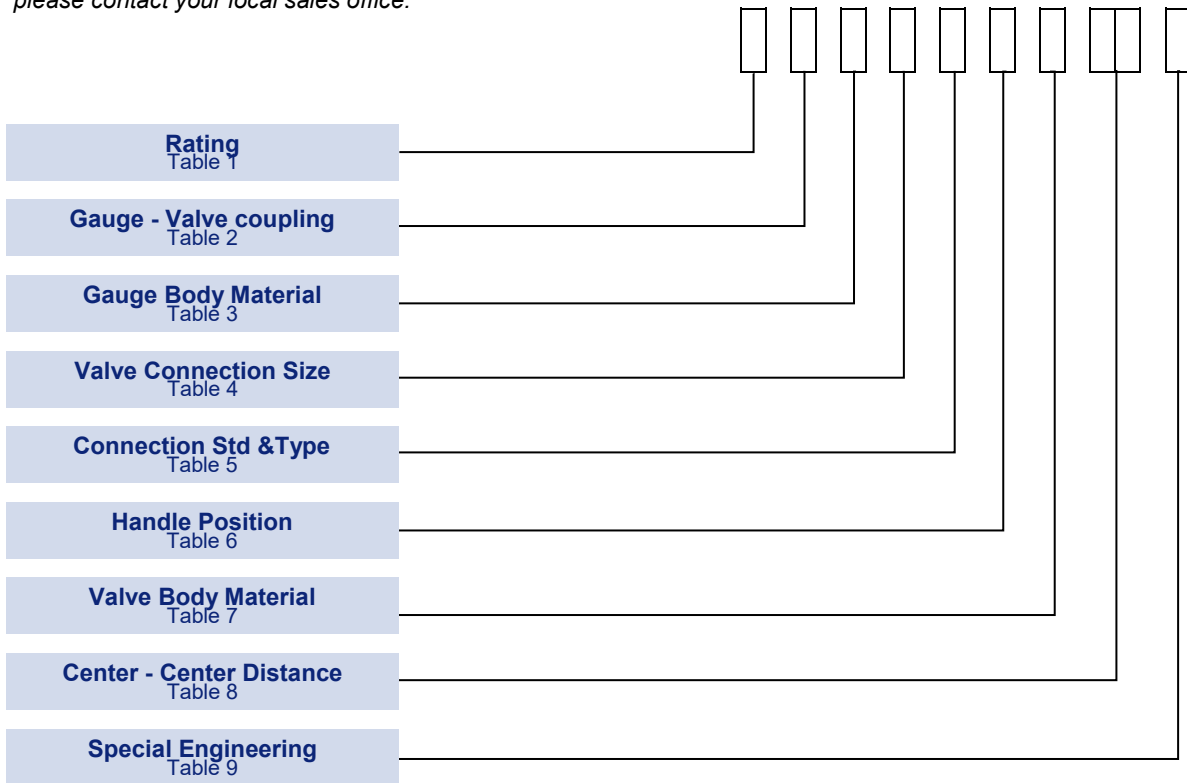 please contact your local sales office.
Rating
Table 1
Gauge - Valve coupling
Table 2
Gauge Body Material
Table 3
Valve Connection Size
Table 4
Connection Std &Type
Table 5
Handle Position
Table 6
Valve Body Material
Table 7
Center - Center Distance
Table 8
Special Engineering
Table 9